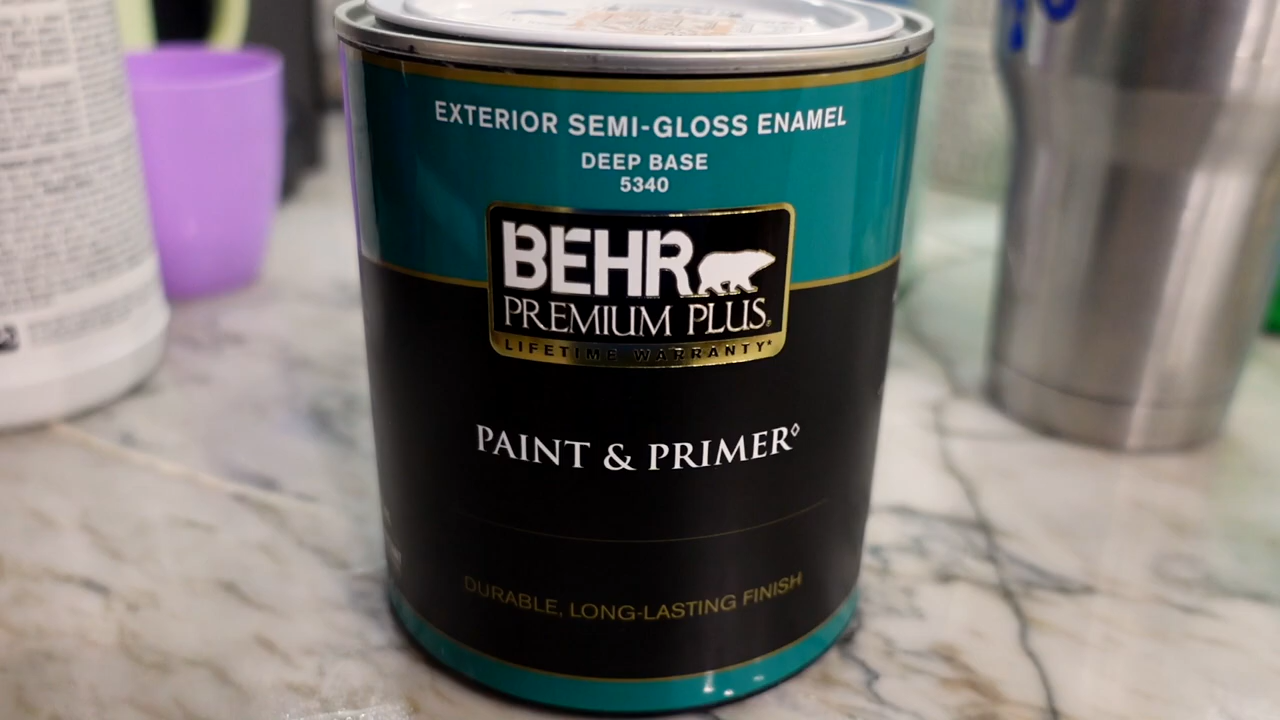 EXTERIOR SEMI-GLOSS ENAMEL
DEEP BASE
5340
BEHR
PREMIUM PLUS®
LIFETIME WARRANTY*
PAINT & PRIMER◊
DURABLE, LONG-LASTING FINISH